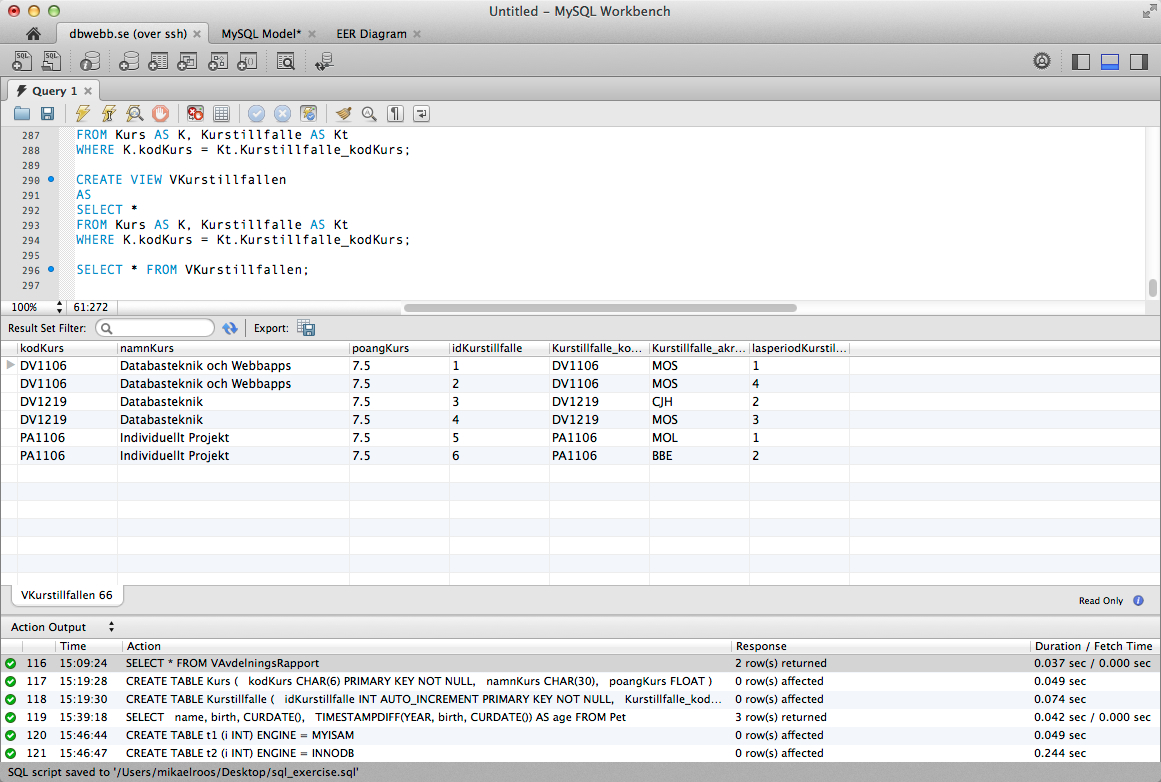 Untitled - MySQL Workbench
dbwebb.se (over ssh) MySQL Model* EER Diagram
Query 1
287 FROM Kurs AS K, Kurstillfalle AS Kt
288 WHERE K.kodKurs = Kt.Kurstillfalle_kodKurs;
289
290 CREATE VIEW VKurstillfallen
291 AS
292 SELECT *
293 FROM Kurs AS K, Kurstillfalle AS Kt
294 WHERE K.kodKurs = Kt.Kurstillfalle_kodKurs;
295
296 SELECT * FROM VKurstillfallen;
297
100% 61:272
Result Set Filter: Export:
kodKurs namnKurs poangKurs idKurstillfalle Kurstillfalle_ko... Kurstillfalle_akr... lasperiodKurstil...
DV1106 Databasteknik och Webbapps 7.5 1 DV1106 MOS 1
DV1106 Databasteknik och Webbapps 7.5 2 DV1106 MOS 4
DV1219 Databasteknik 7.5 3 DV1219 CJH 2
DV1219 Databasteknik 7.5 4 DV1219 MOS 3
PA1106 Individuellt Projekt 7.5 5 PA1106 MOL 1
PA1106 Individuellt Projekt 7.5 6 PA1106 BBE 2
VKurstillfallen 66
Read Only
Action Output
Time Action Response Duration / Fetch Time
116 15:09:24 SELECT * FROM VAvdelningsRapport 2 row(s) returned 0.037 sec / 0.000 sec
117 15:19:28 CREATE TABLE Kurs ( kodKurs CHAR(6) PRIMARY KEY NOT NULL, namnKurs CHAR(30), poangKurs FLOAT ) 0 row(s) affected 0.049 sec
118 15:19:30 CREATE TABLE Kurstillfalle ( idKurstillfalle INT AUTO_INCREMENT PRIMARY KEY NOT NULL, Kurstillfalle_kod... 0 row(s) affected 0.074 sec
119 15:39:18 SELECT name, birth, CURDATE(), TIMESTAMPDIFF(YEAR, birth, CURDATE()) AS age FROM Pet 3 row(s) returned 0.042 sec / 0.000 sec
120 15:46:44 CREATE TABLE t1 (i INT) ENGINE = MYISAM 0 row(s) affected 0.049 sec
121 15:46:47 CREATE TABLE t2 (i INT) ENGINE = INNODB 0 row(s) affected 0.244 sec
SQL script saved to '/Users/mikaelroos/Desktop/sql_exercise.sql'